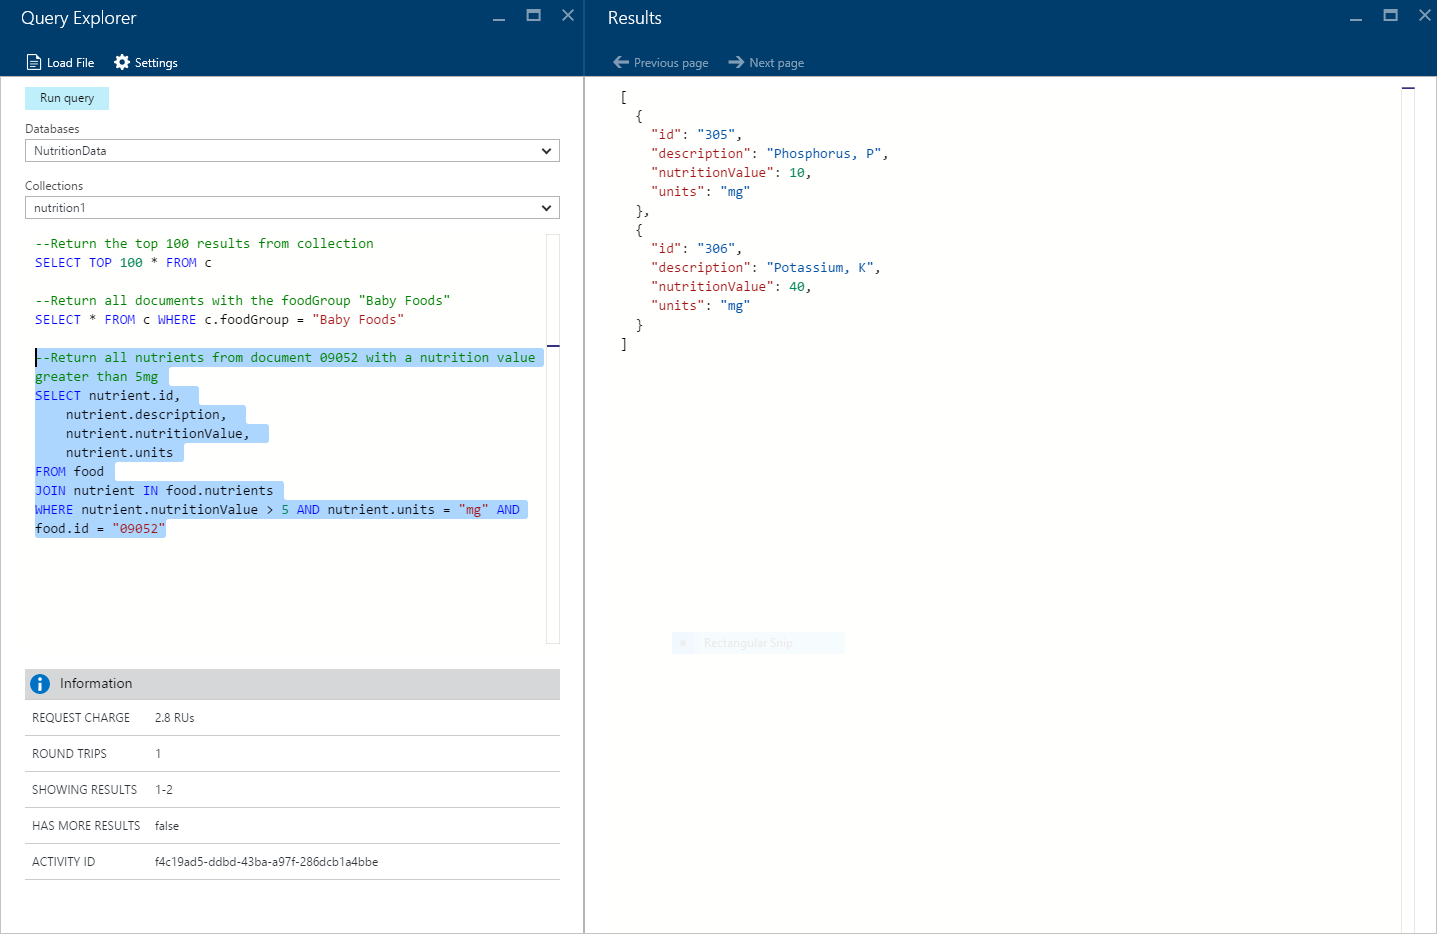 Query Explorer
Load File Settings
Run query
Databases
NutritionData
Collections
nutrition1
--Return the top 100 results from collection
SELECT TOP 100 * FROM c
--Return all documents with the foodGroup "Baby Foods"
SELECT * FROM c WHERE c.foodGroup = "Baby Foods"
--Return all nutrients from document 09052 with a nutrition value
greater than 5mg
SELECT nutrient.id,
nutrient.description,
nutrient.nutritionValue,
nutrient.units
FROM food
JOIN nutrient IN food.nutrients
WHERE nutrient.nutritionValue > 5 AND nutrient.units = "mg" AND
food.id = "09052"
Information
REQUEST CHARGE 2.8 RUs
ROUND TRIPS 1
SHOWING RESULTS 1-2
HAS MORE RESULTS false
ACTIVITY ID f4c19ad5-ddbd-43ba-a97f-286dcb1a4bbe
Results
Previous page Next page
[
{
"id": "305",
"description": "Phosphorus, P",
"nutritionValue": 10,
"units": "mg"
},
{
"id": "306",
"description": "Potassium, K",
"nutritionValue": 40,
"units": "mg"
}
]
Rectangular Snip